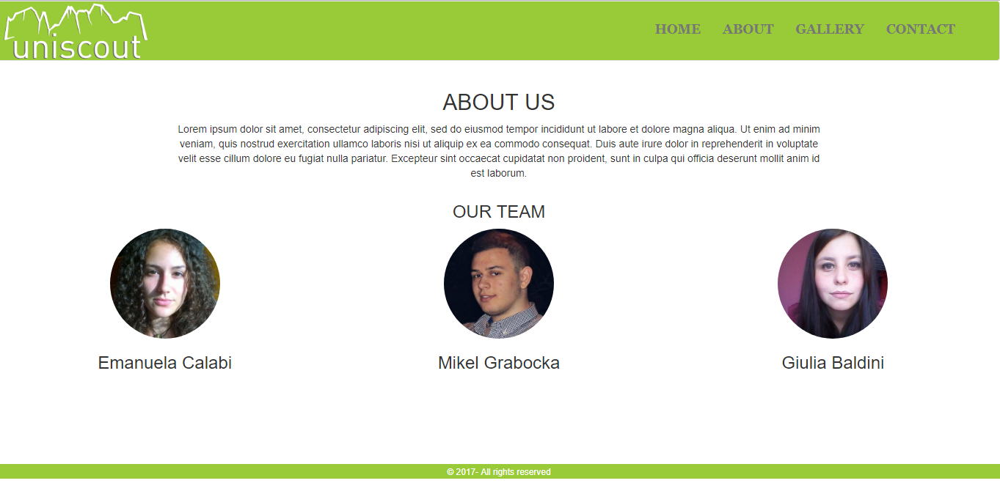 uniscout
HOME ABOUT GALLERY CONTACT
ABOUT US
Lorem ipsum dolor sit amet, consectetur adipiscing elit, sed do eiusmod tempor incididunt ut labore et dolore magna aliqua. Ut enim ad minim
veniam, quis nostrud exercitation ullamco laboris nisi ut aliquip ex ea commodo consequat. Duis aute irure dolor in reprehenderit in voluptate
velit esse cillum dolore eu fugiat nulla pariatur. Excepteur sint occaecat cupidatat non proident, sunt in culpa qui officia deserunt mollit anim id
est laborum.
OUR TEAM
Emanuela Calabi
Mikel Grabocka
Giulia Baldini
© 2017- All rights reserved